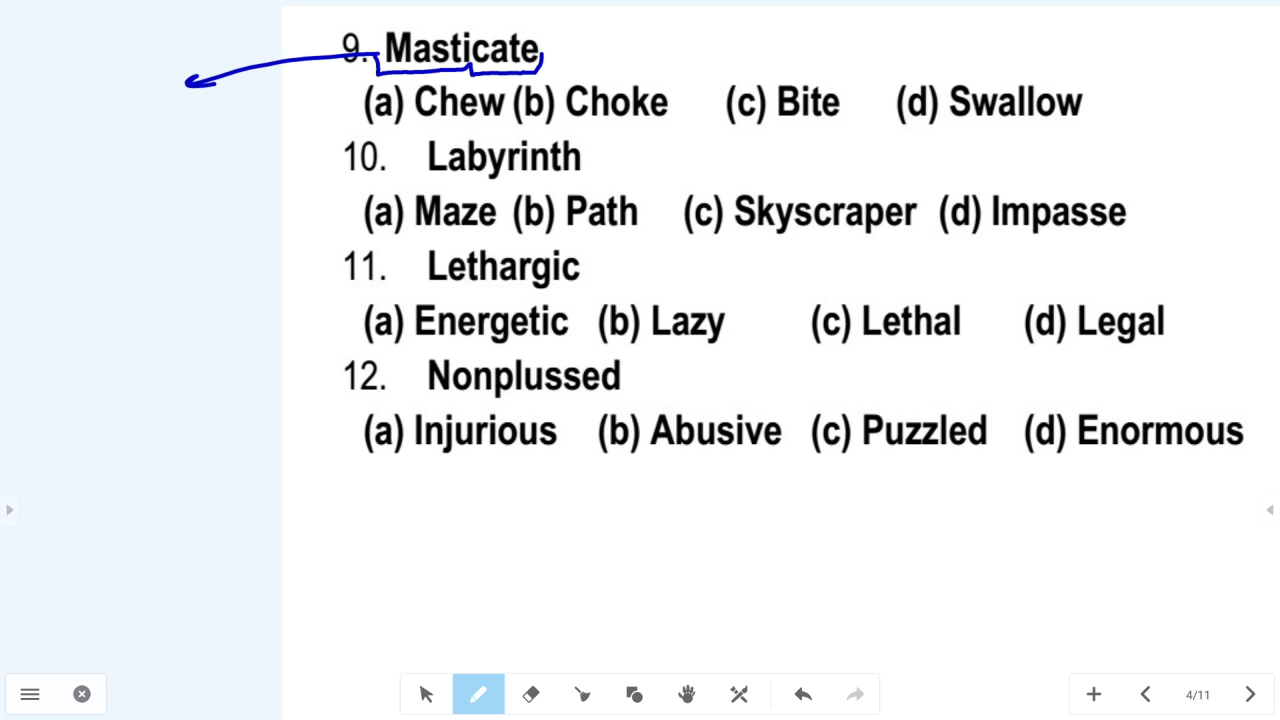 9. Masticate
(a) Chew (b) Choke (c) Bite (d) Swallow
10. Labyrinth
(a) Maze (b) Path (c) Skyscraper (d) Impasse
11. Lethargic
(a) Energetic (b) Lazy (c) Lethal (d) Legal
12. Nonplussed
(a) Injurious (b) Abusive (c) Puzzled (d) Enormous
4/11